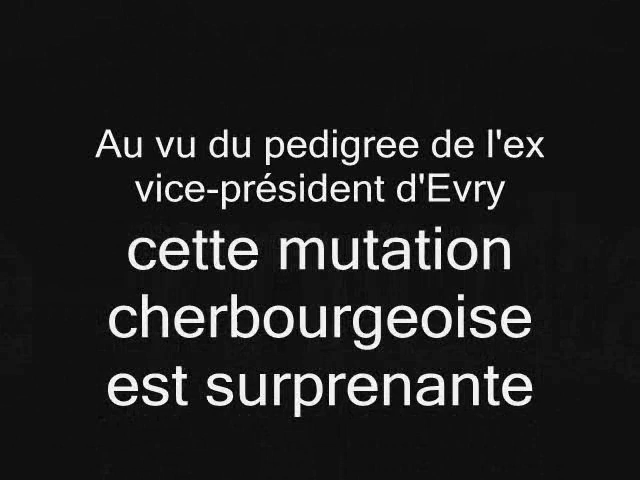 Au vu du pedigree de l'ex
vice-président d'Evry
cette mutation
cherbourgeoise
est surprenante